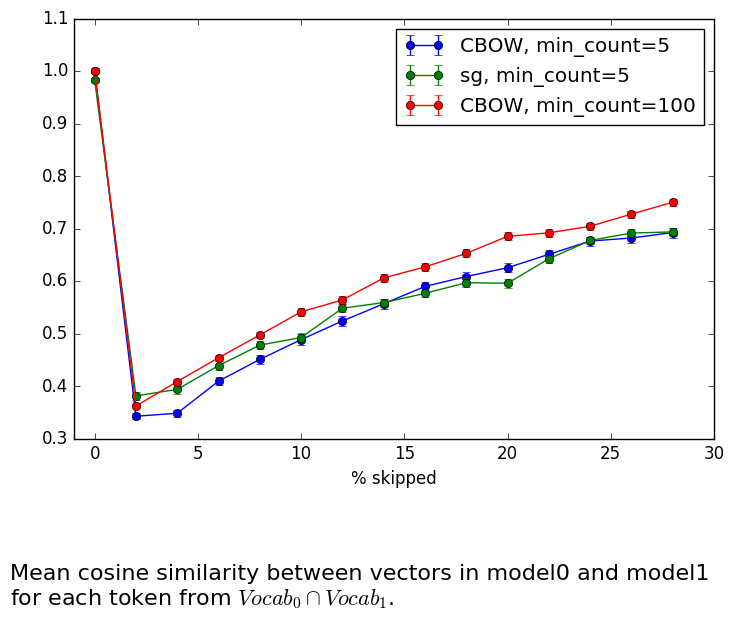 1.1
1.0
0.9
0.8
0.7
0.6
0.5
0.4
0.3
CBOW, min_count=5
sg, min_count=5
CBOW, min_count=100
0 5 10 15 20 25 30
% skipped
Mean cosine similarity between vectors in model0 and model1
for each token from Vocab₀ ∩ Vocab₁.